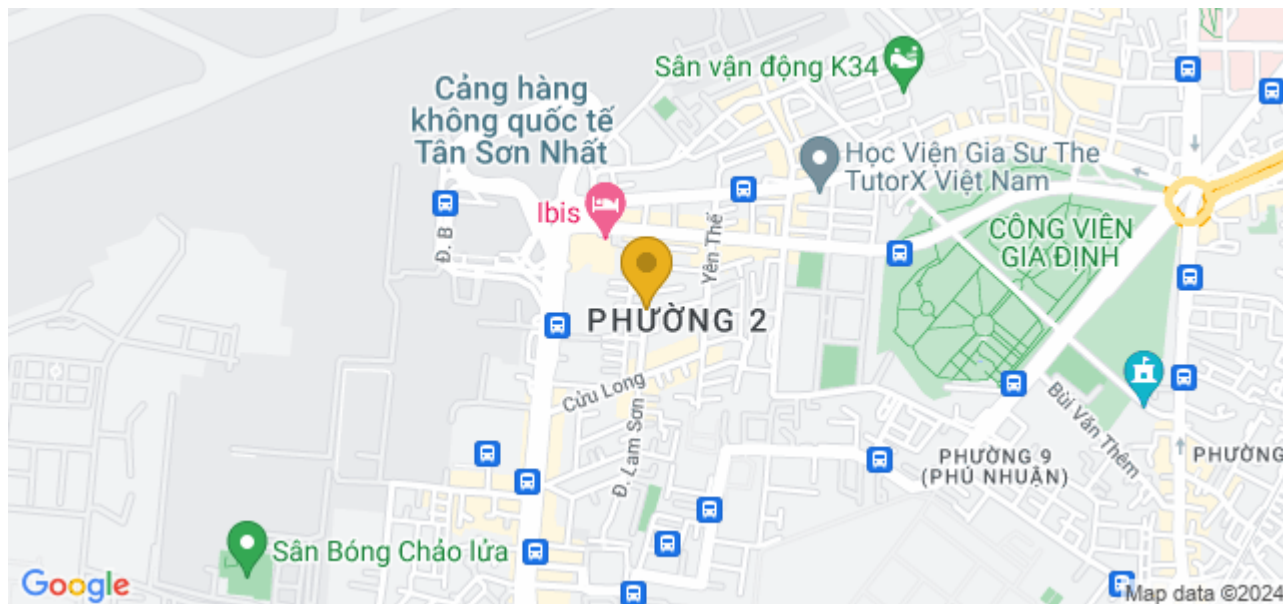 Sân vận động K34
Cảng hàng
không quốc tế
Tân Sơn Nhất
Học Viện Gia Sư The
TutorX Việt Nam
Ibis
Đ. B
Yên Thế
CÔNG VIÊN
GIA ĐỊNH
PHƯỜNG 2
Cửu Long
Đ. Lam Sơn
Bùi Văn Thêm
PHƯỜNG 9
(PHÚ NHUẬN)
PHƯỜNG
Sân Bóng Chảo lửa
Google
Map data ©2024